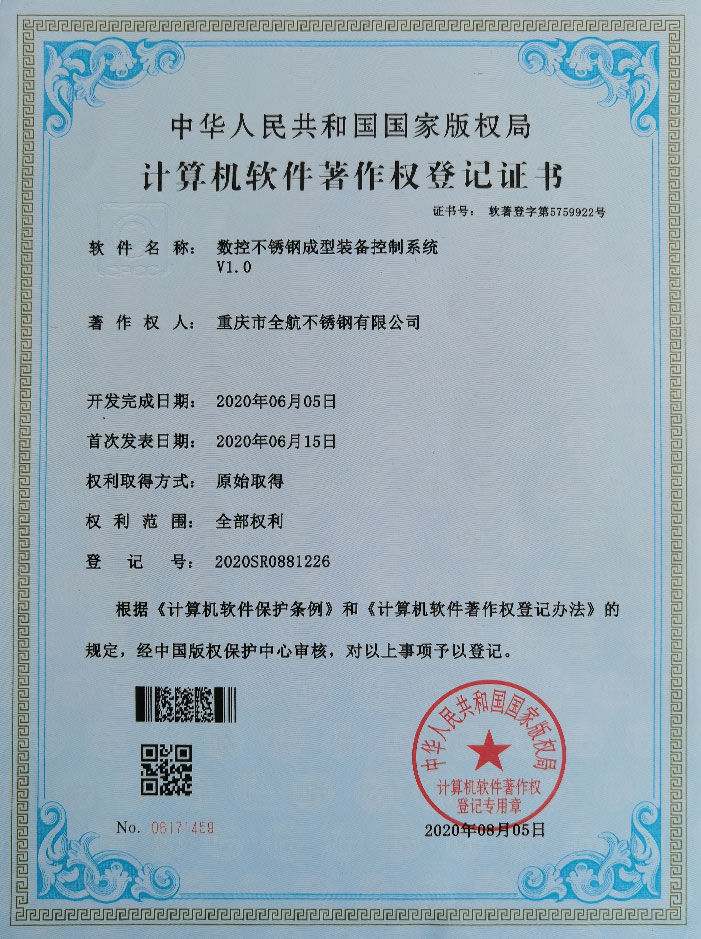 中华人民共和国国家版权局
计算机软件著作权登记证书
证书号： 软著登字第5759922号
软件名称： 数控不锈钢成型装备控制系统
V1.0
著作权人： 重庆市全航不锈钢有限公司
开发完成日期： 2020年06月05日
首次发表日期： 2020年06月15日
权利取得方式： 原始取得
权利范围： 全部权利
登记号： 2020SR0881226
根据《计算机软件保护条例》和《计算机软件著作权登记办法》的
规定，经中国版权保护中心审核，对以上事项予以登记。
中华人民共和国国家版权局
计算机软件著作权
登记专用章
No. 06171459
2020年08月05日